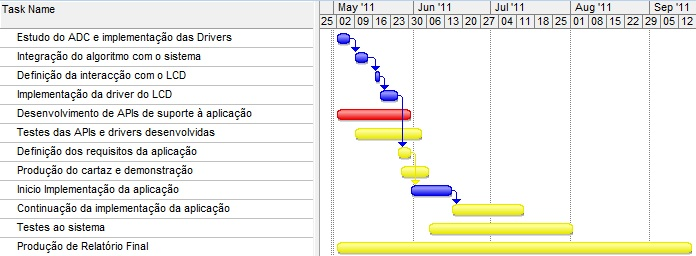 Task Name
May '11 Jun '11 Jul '11 Aug '11 Sep '11
25 02 09 16 23 30 06 13 20 27 04 11 18 25 01 08 15 22 29 05 12
Estudo do ADC e implementação das Drivers
Integração do algoritmo com o sistema
Definição da interacção com o LCD
Implementação da driver do LCD
Desenvolvimento de APIs de suporte à aplicação
Testes das APIs e drivers desenvolvidas
Definição dos requisitos da aplicação
Produção do cartaz e demonstração
Inicio Implementação da aplicação
Continuação da implementação da aplicação
Testes ao sistema
Produção de Relatório Final